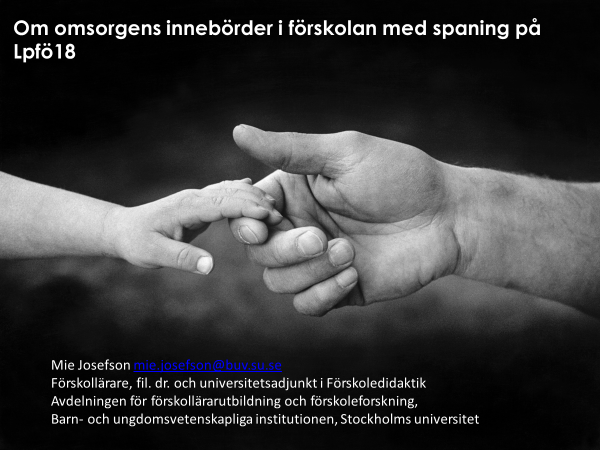 Om omsorgens innebörder i förskolan med spaning på
Lpfö18
Mie Josefson mie.josefson@buv.su.se
Förskollärare, fil. dr. och universitetsadjunkt i Förskoledidaktik
Avdelningen för förskollärarutbildning och förskoleforskning,
Barn- och ungdomsvetenskapliga institutionen, Stockholms universitet